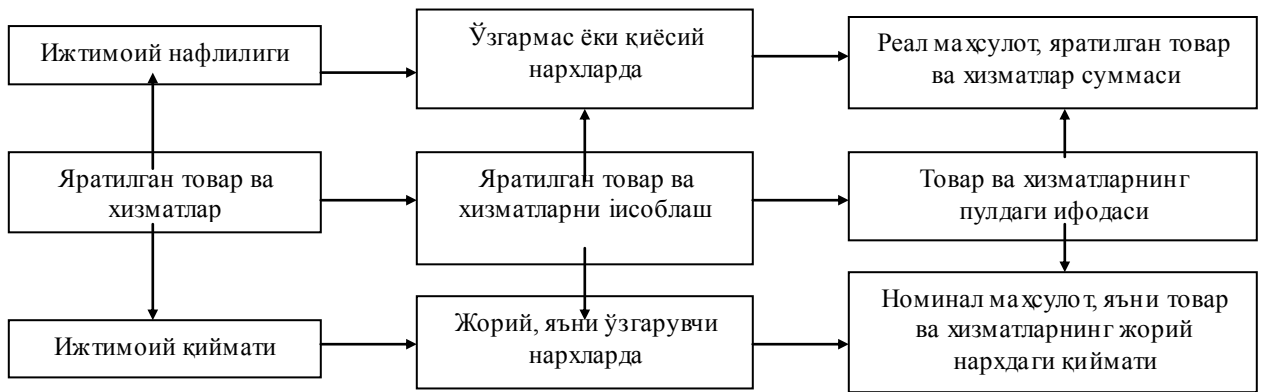 Ижтимоий нафлилиги
Ўзгармас ёки қиёсий
нархларда
Реал маҳсулот, яратилган товар
ва хизматлар суммаси
Яратилган товар ва
хизматлар
Яратилган товар ва
хизматларни іисоблаш
Товар ва хизматларнинг
пулдаги ифодаси
Ижтимоий қиймати
Жорий, яъни ўзгарувчи
нархларда
Номинал маҳсулот, яъни товар
ва хизматларнинг жорий
нархдаги қиймати